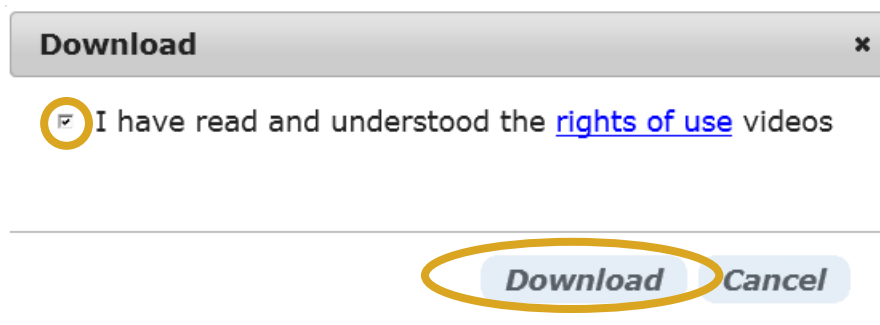 Download
I have read and understood the rights of use videos
Download Cancel